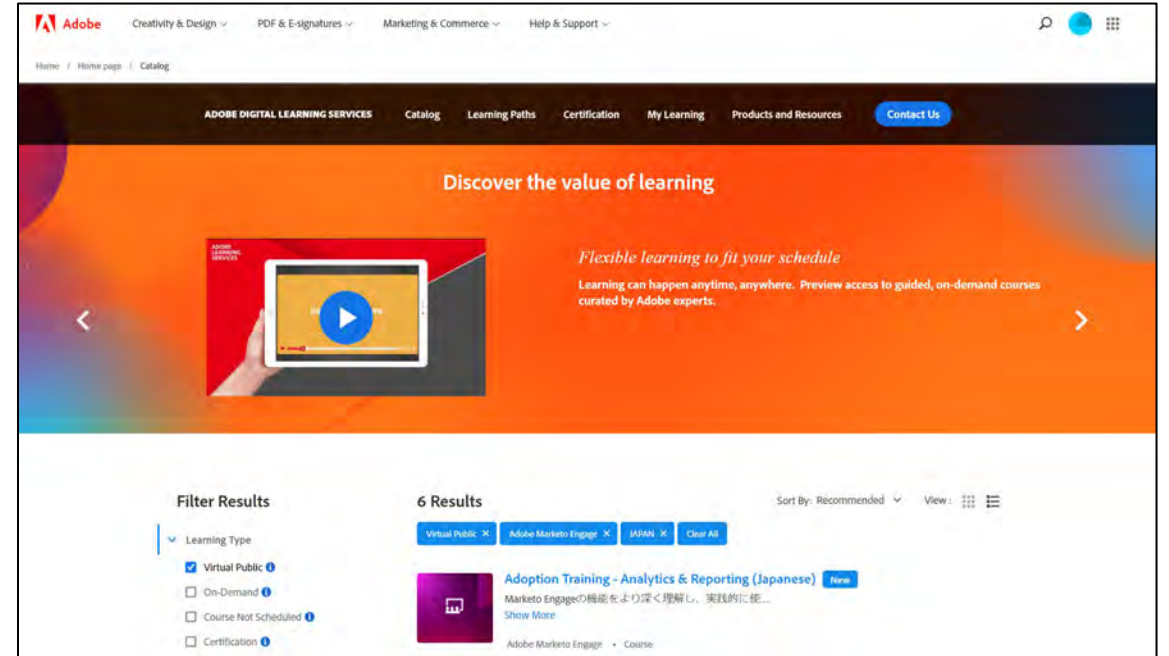 Adobe Creativity & Design PDF & E-signatures Marketing & Commerce Help & Support
Home / Home page / Catalog
ADOBE DIGITAL LEARNING SERVICES Catalog Learning Paths Certification My Learning Products and Resources Contact Us
Discover the value of learning
ADOBE
LEARNING
SERVICES
Flexible learning to fit your schedule
Learning can happen anytime, anywhere. Preview access to guided, on-demand courses
curated by Adobe experts.
Filter Results
6 Results
Sort By: Recommended View:
Learning Type
Virtual Public × Adobe Marketo Engage × JAPAN × Clear All
Virtual Public
On-Demand
Course Not Scheduled
Certification
Adoption Training - Analytics & Reporting (Japanese) New
Marketo Engageの機能をより深く理解し、実践的に使...
Show More
Adobe Marketo Engage • Course